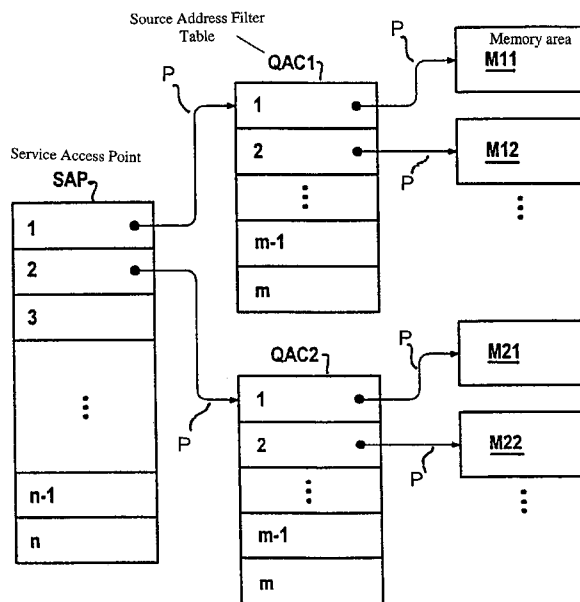 Source Address Filter
Table
QAC1
P
P
Memory area
M11
1
2
P
M12
⋮
⋮
m-1
m
Service Access Point
SAP
1
2
3
⋮
n-1
n
P
QAC2
P
M21
1
2
P
M22
⋮
⋮
m-1
m